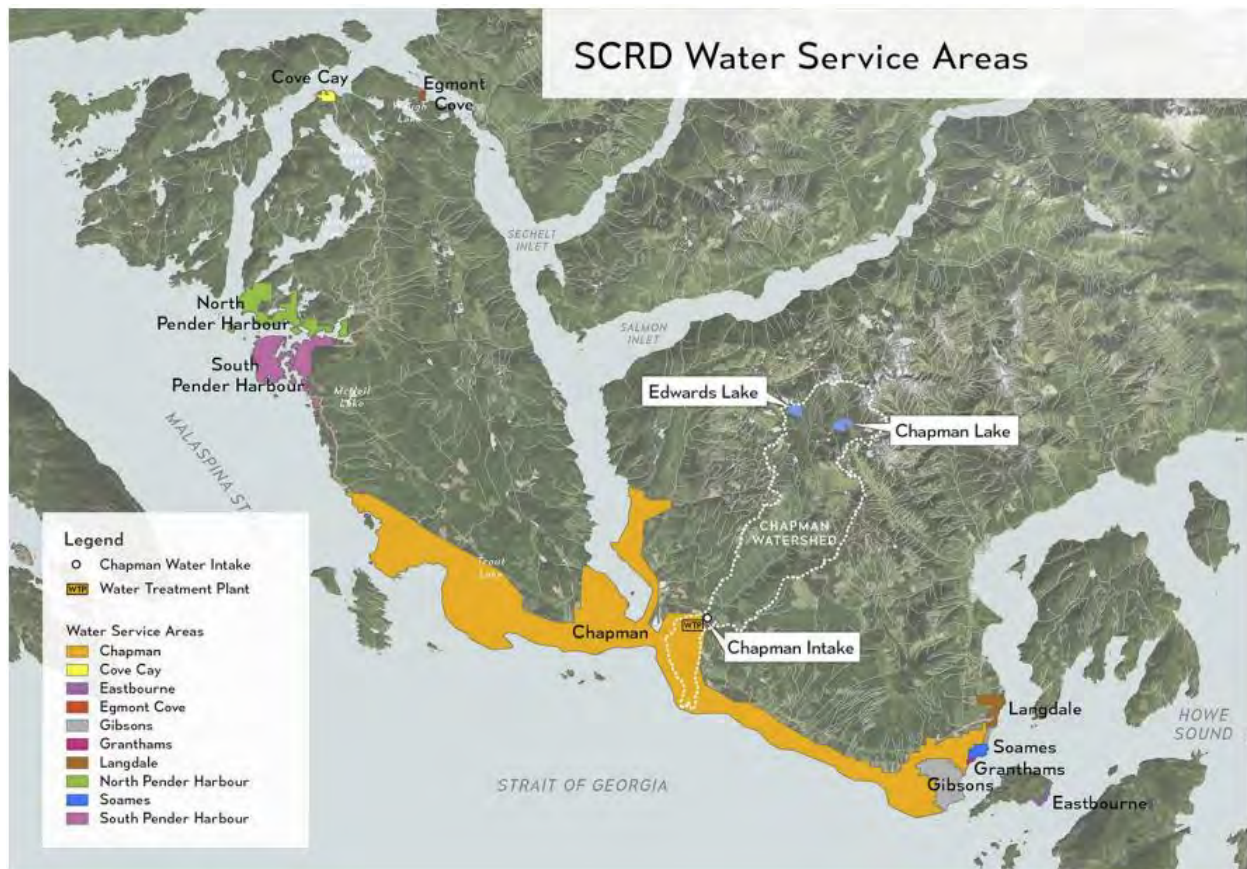 SCRD Water Service Areas
Cove Cay
Egmont
Cove
SECHELT
INLET
North
Pender Harbour
SALMON
INLET
South
Pender Harbour
McNeil
Lake
Edwards Lake
Chapman Lake
MALASPINA ST
CHAPMAN
WATERSHED
Trout
Lake
Chapman
WTP
Chapman Intake
Langdale
HOWE
SOUND
Soames
Granthams
Gibsons
Eastbourne
STRAIT OF GEORGIA
Legend
Chapman Water Intake
WTP Water Treatment Plant
Water Service Areas
Chapman
Cove Cay
Eastbourne
Egmont Cove
Gibsons
Granthams
Langdale
North Pender Harbour
Soames
South Pender Harbour